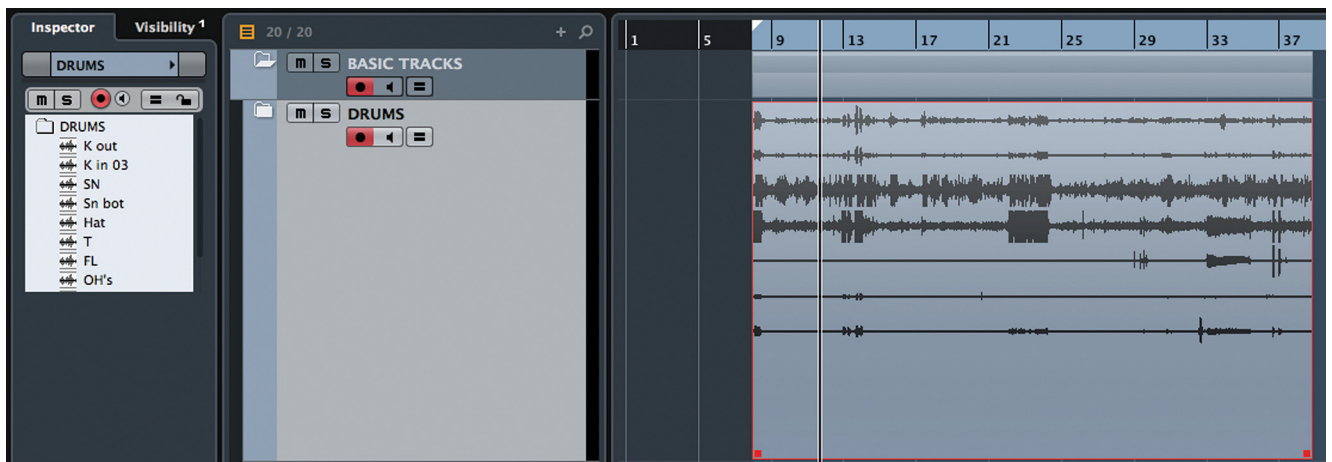 Inspector
Visibility 1
DRUMS
m S
DRUMS
K out
K in 03
SN
Sn bot
Hat
T
FL
OH's
20 / 20
m S BASIC TRACKS
m S DRUMS
1 5 9 13 17 21 25 29 33 37